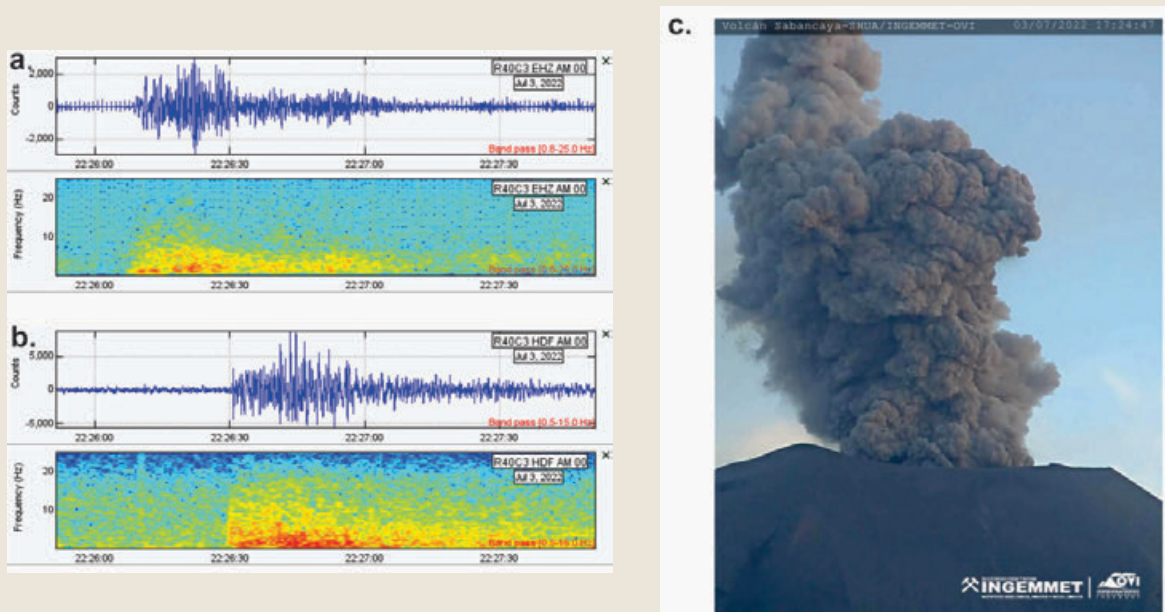 a.
R40C3 EHZ AM 00
Jul 3, 2022
2,000
0
-2,000
Counts
Band pass [0.8-25.0 Hz]
22:26:00
22:26:30
22:27:00
22:27:30
R40C3 EHZ AM 00
Jul 3, 2022
20
10
Frequency (Hz)
22:26:00
22:26:30
22:27:00
22:27:30
b.
R40C3 HDF AM 00
Jul 3, 2022
5,000
0
-5,000
Counts
Band pass [0.5-15.0 Hz]
22:26:00
22:26:30
22:27:00
22:27:30
R40C3 HDF AM 00
Jul 3, 2022
20
10
Frequency (Hz)
22:26:00
22:26:30
22:27:00
22:27:30
c.
Volcán Sabancaya-SHUA/INGEMMET-OVI 03/07/2022 17:24:47
INGEMMET
OVI